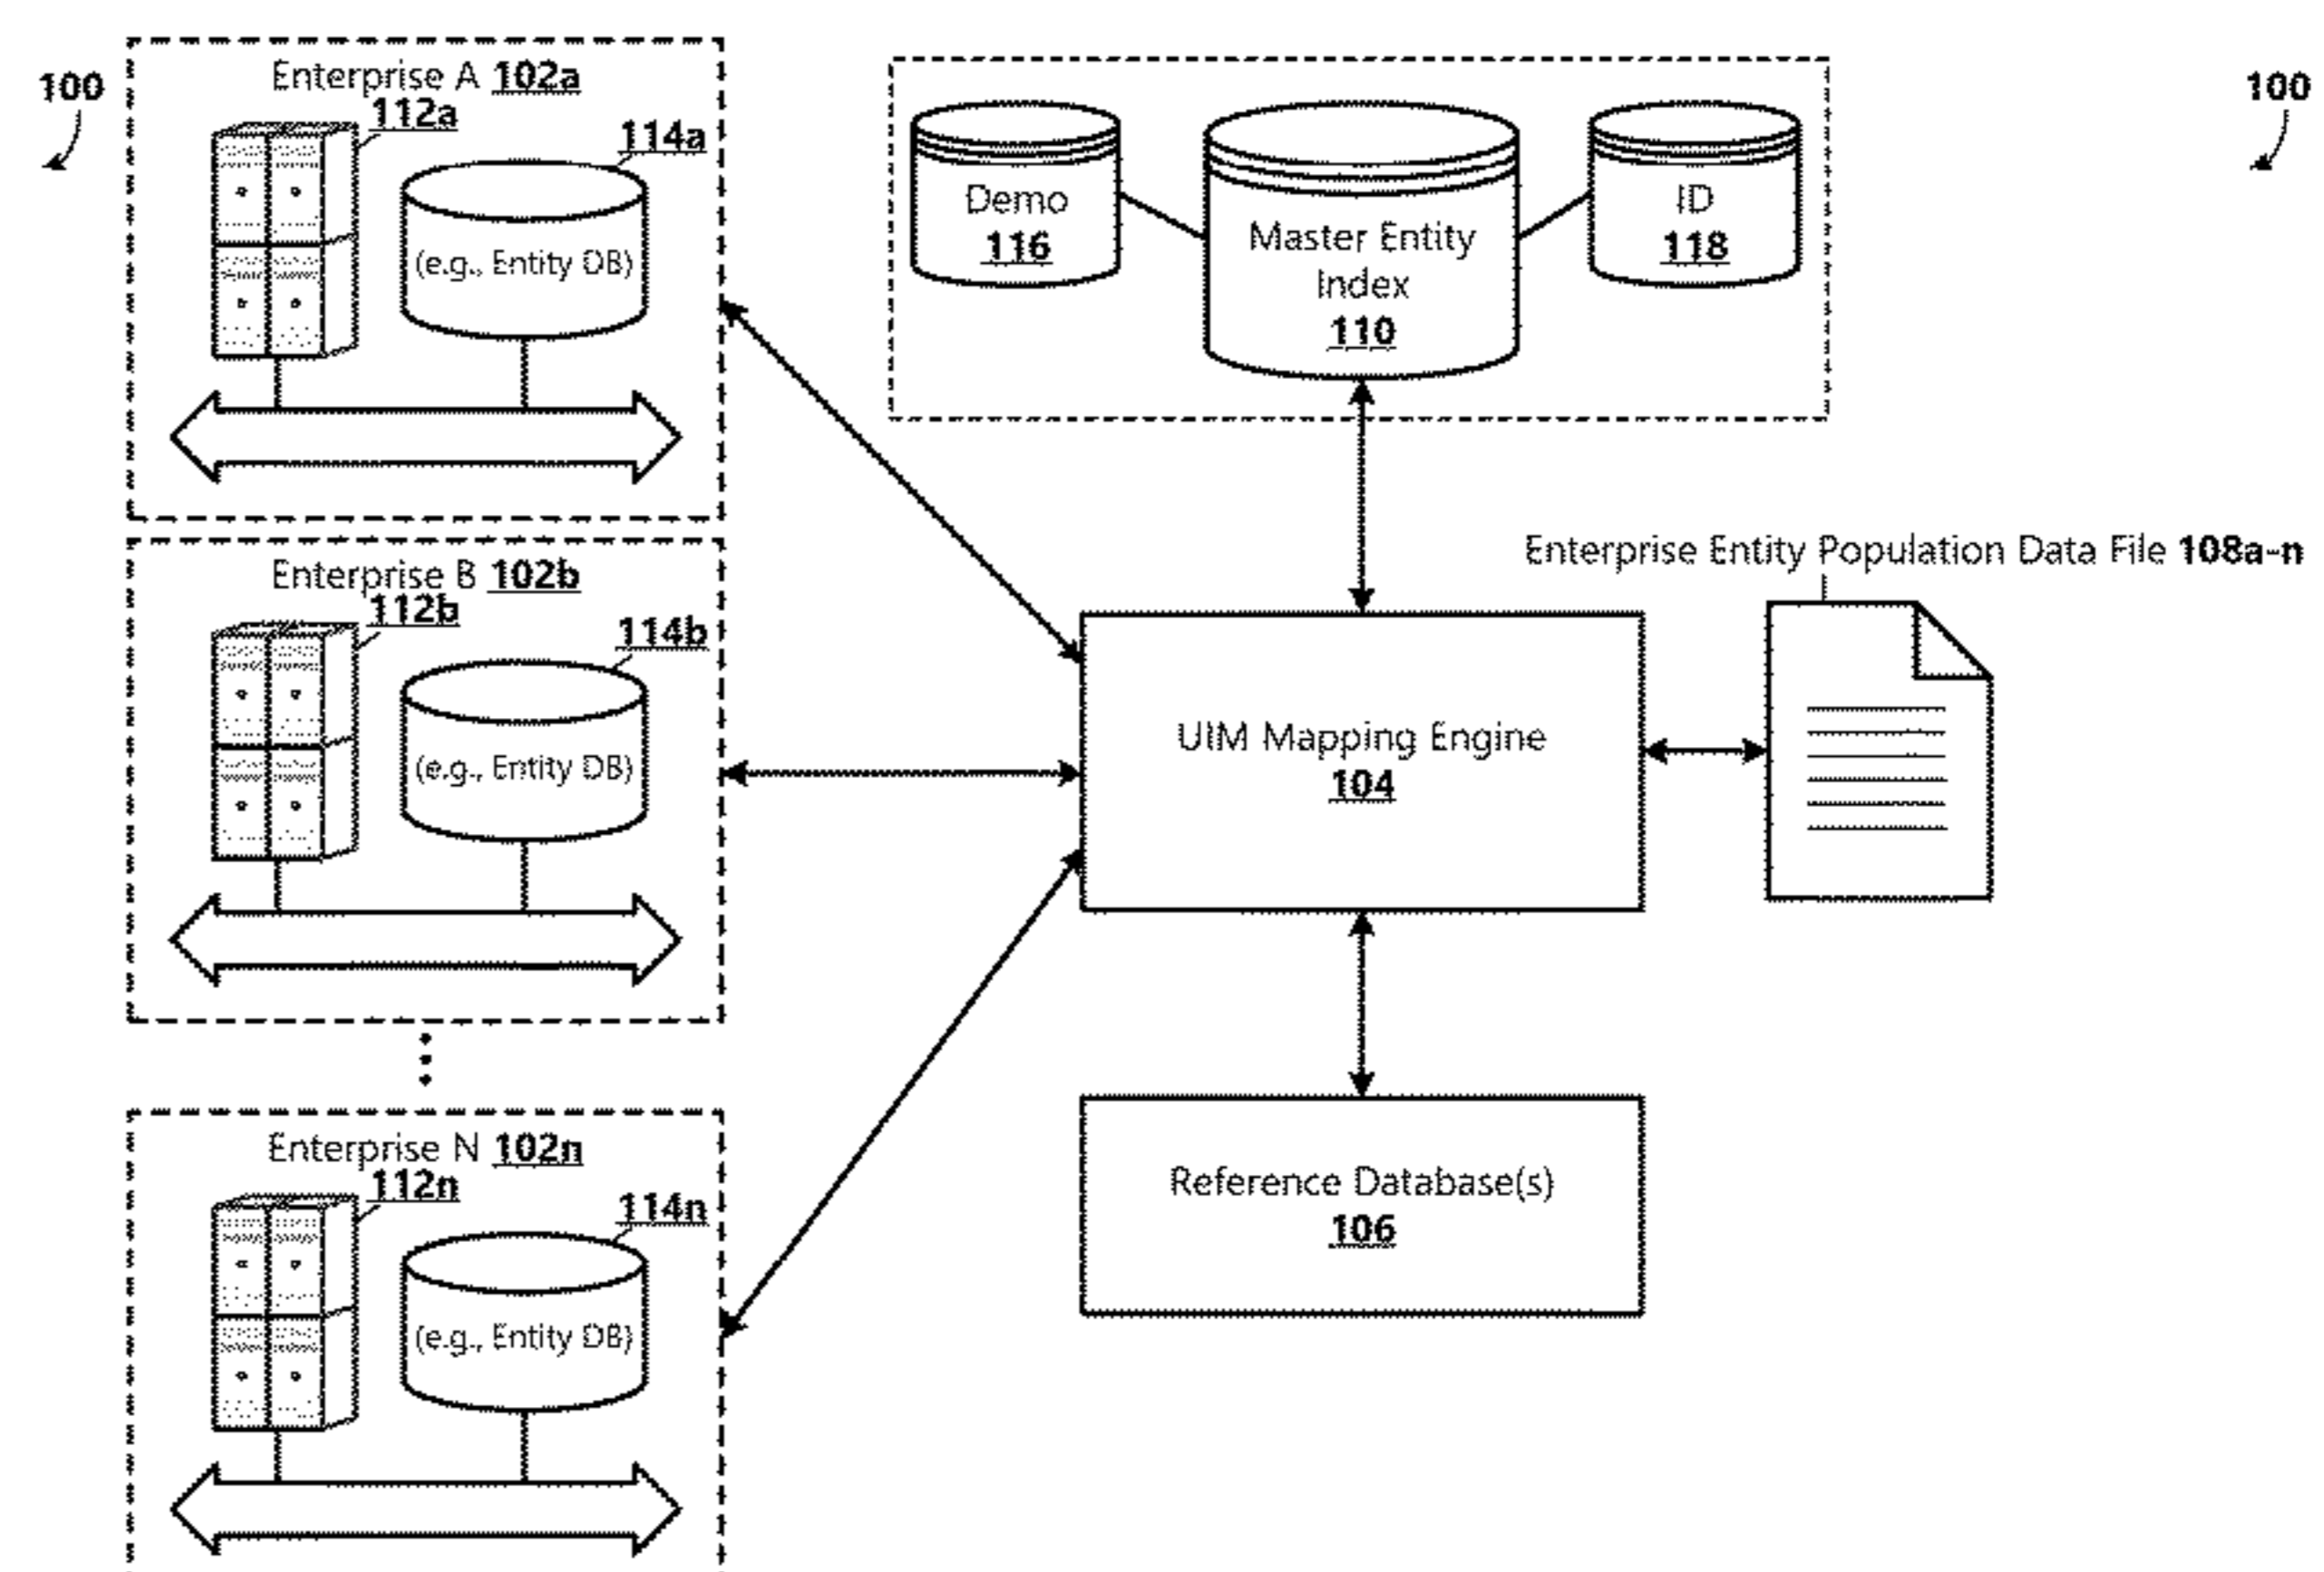 100
Enterprise A 102a
112a
114a
(e.g., Entity DB)
Enterprise B 102b
112b
114b
(e.g., Entity DB)
Enterprise N 102n
112n
114n
(e.g., Entity DB)
Demo
116
Master Entity
Index
110
ID
118
100
Enterprise Entity Population Data File 108a-n
UIM Mapping Engine
104
Reference Database(s)
106